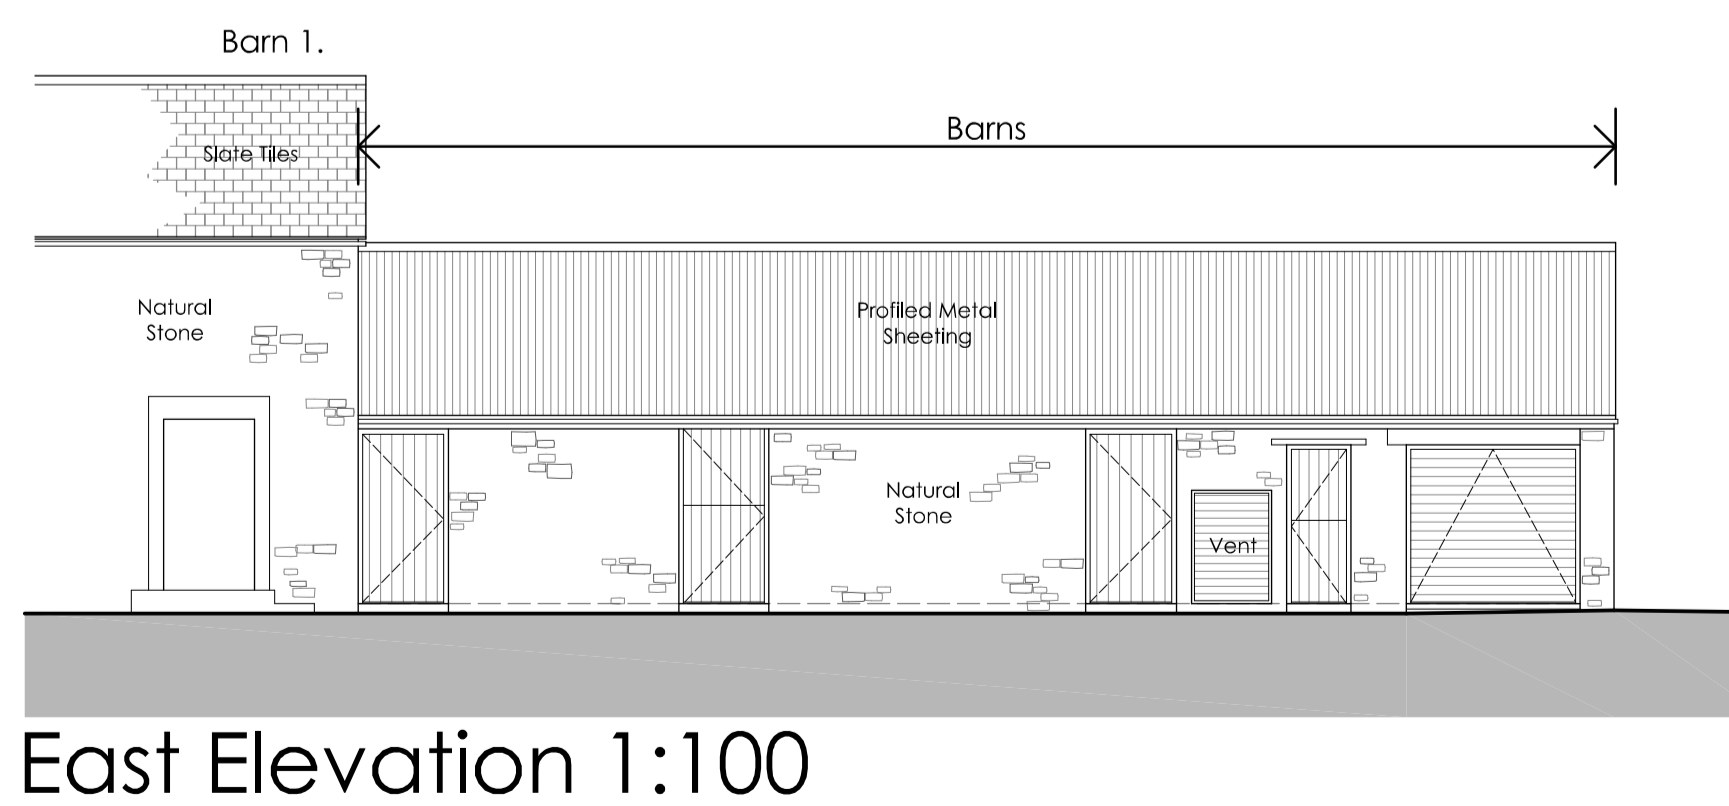 Barn 1.
Barns
Slate Tiles
Natural
Stone
Profiled Metal
Sheeting
Natural
Stone
Vent
East Elevation 1:100